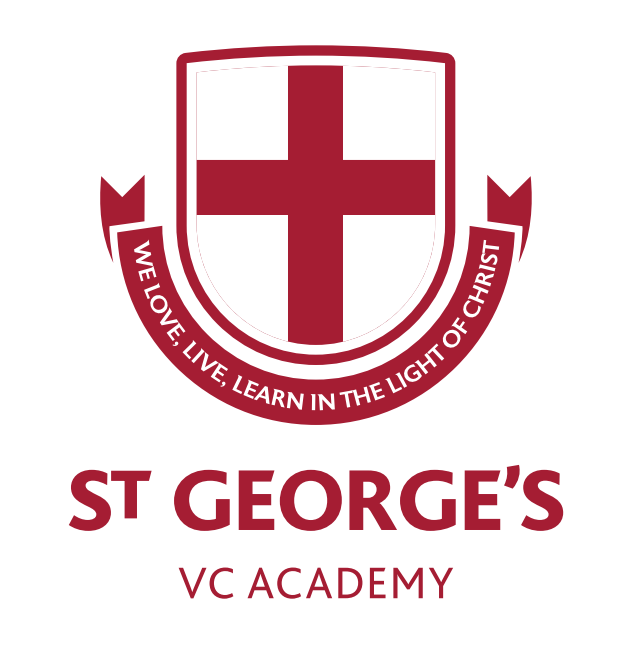 WE LOVE, LIVE, LEARN IN THE LIGHT OF CHRIST
ST GEORGE'S
VC ACADEMY